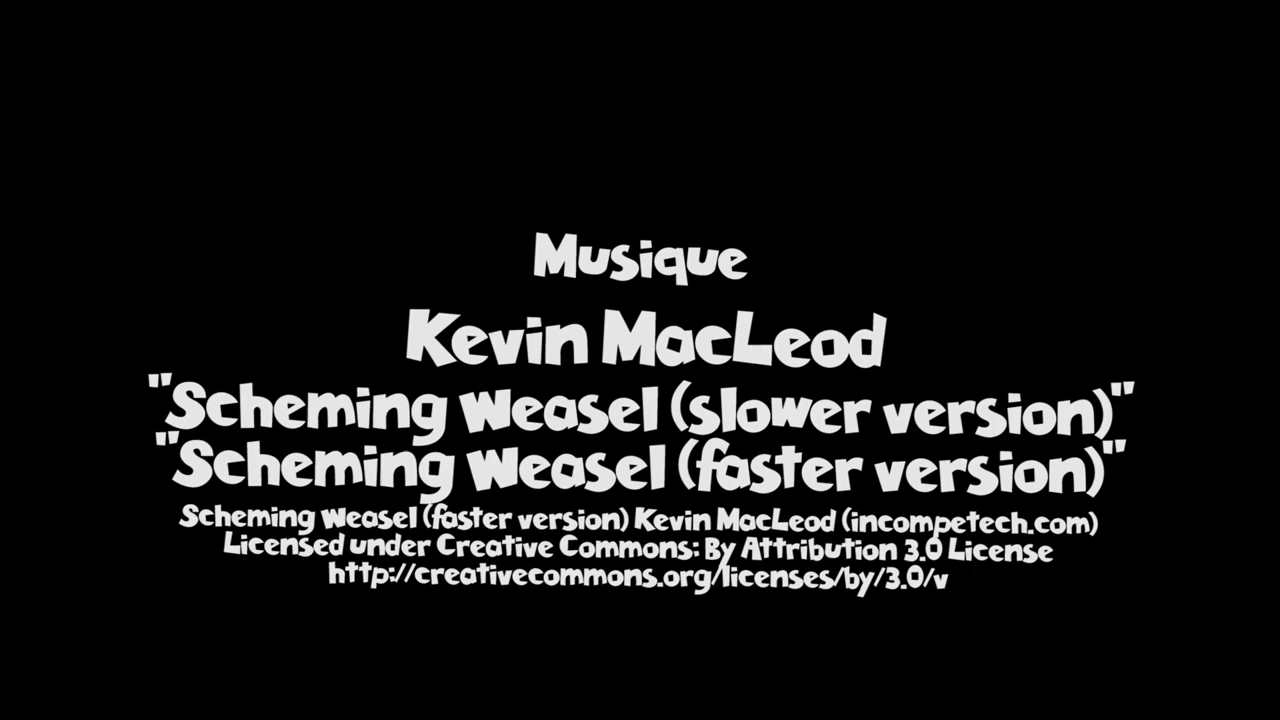 Musique
Kevin MacLeod
"Scheming Weasel (slower version)"
"Scheming Weasel (faster version)"
Scheming Weasel (faster version) Kevin MacLeod (incompetech.com)
Licensed under Creative Commons: By Attribution 3.0 License
http://creativecommons.org/licenses/by/3.0/v